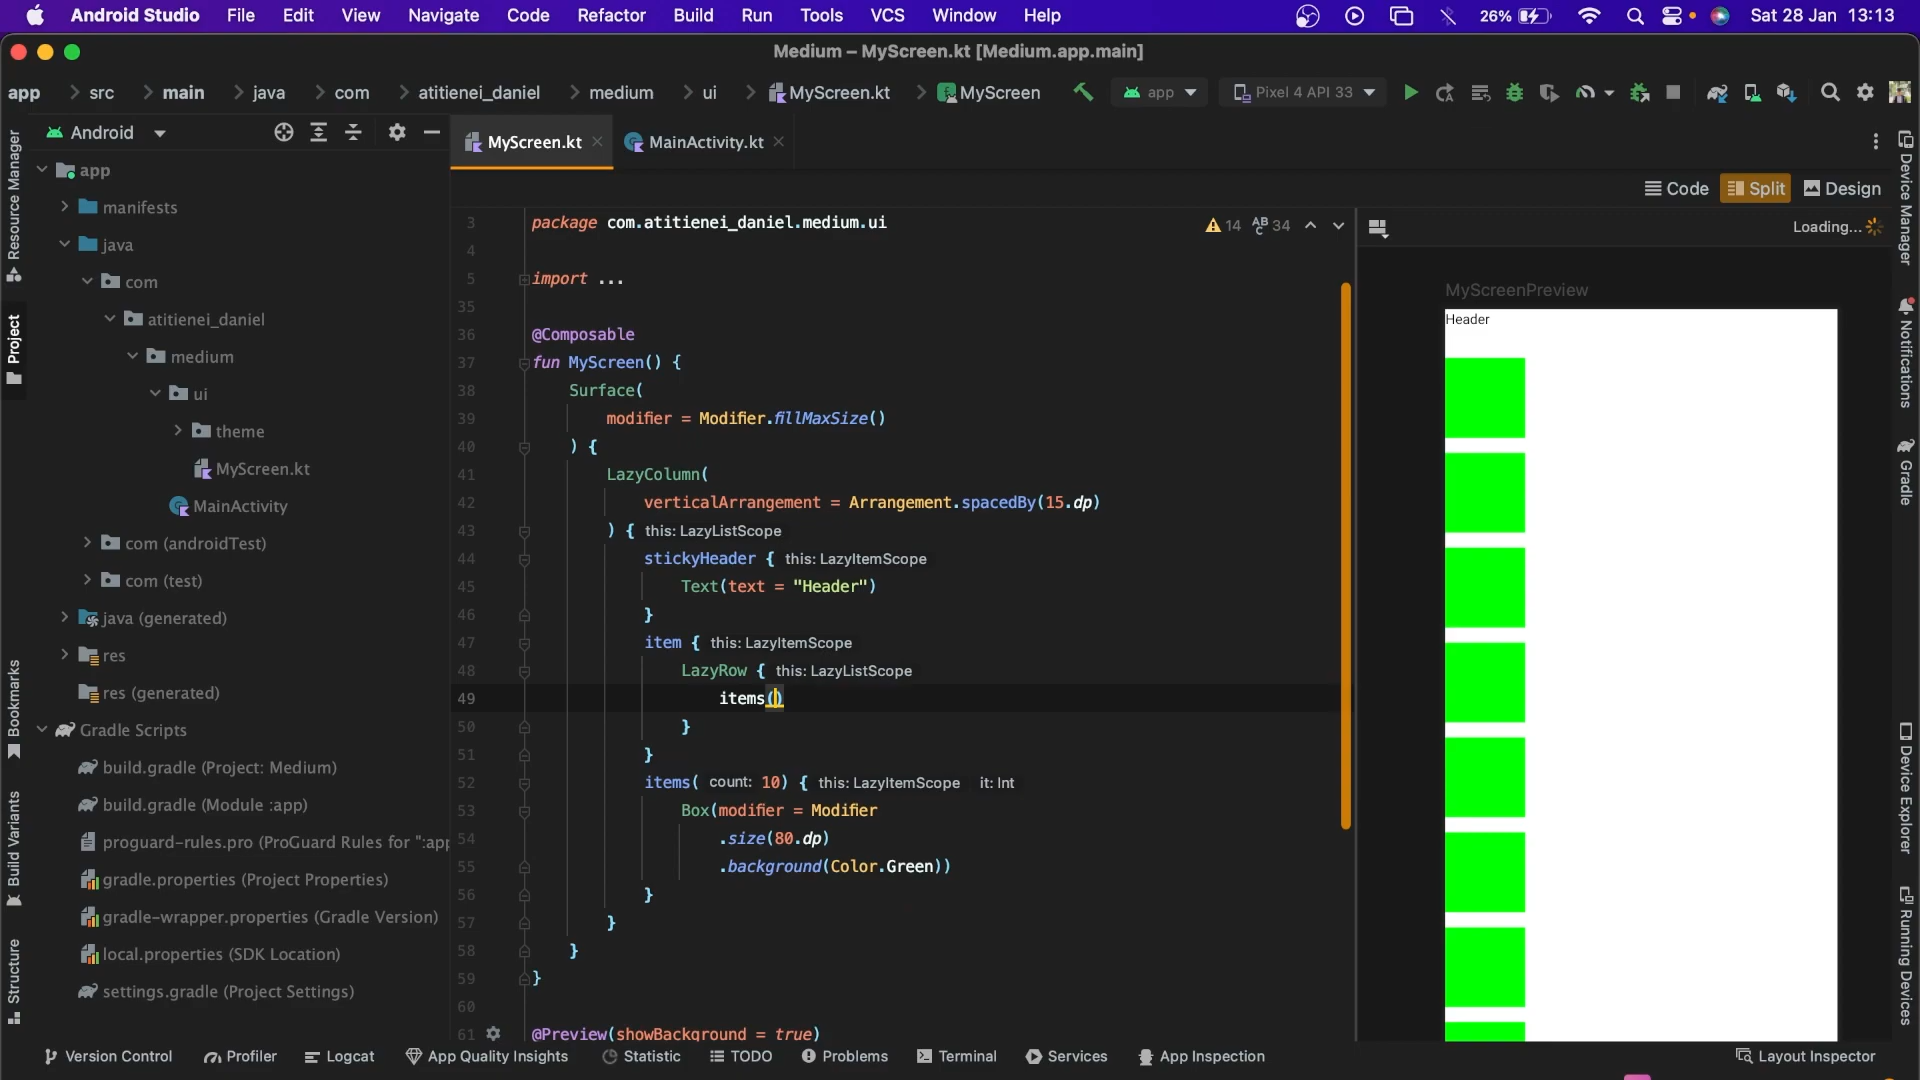 Android Studio File Edit View Navigate Code Refactor Build Run Tools VCS Window Help 26% Sat 28 Jan 13:13
Medium – MyScreen.kt [Medium.app.main]
app src main java com atitienei_daniel medium ui MyScreen.kt MyScreen app Pixel 4 API 33
Android
MyScreen.kt MainActivity.kt
Code Split Design
Resource Manager
Project
Bookmarks
Build Variants
Structure
app
manifests
java
com
atitienei_daniel
medium
ui
theme
MyScreen.kt
MainActivity
com (androidTest)
com (test)
java (generated)
res
res (generated)
Gradle Scripts
build.gradle (Project: Medium)
build.gradle (Module :app)
proguard-rules.pro (ProGuard Rules for ":app
gradle.properties (Project Properties)
gradle-wrapper.properties (Gradle Version)
local.properties (SDK Location)
settings.gradle (Project Settings)
14 34
3 package com.atitienei_daniel.medium.ui
4
5 import ...
35
36 @Composable
37 fun MyScreen() {
38 Surface(
39 modifier = Modifier.fillMaxSize()
40 ) {
41 LazyColumn(
42 verticalArrangement = Arrangement.spacedBy(15.dp)
43 ) { this: LazyListScope
44 stickyHeader { this: LazyItemScope
45 Text(text = "Header")
46 }
47 item { this: LazyItemScope
48 LazyRow { this: LazyListScope
49 items()
50 }
51 }
52 items( count: 10) { this: LazyItemScope it: Int
53 Box(modifier = Modifier
54 .size(80.dp)
55 .background(Color.Green))
56 }
57 }
58 }
59 }
60
61 @Preview(showBackground = true)
Loading...
MyScreenPreview
Header
Device Manager
Notifications
Gradle
Device Explorer
Running Devices
Version Control Profiler Logcat App Quality Insights Statistic TODO Problems Terminal Services App Inspection Layout Inspector